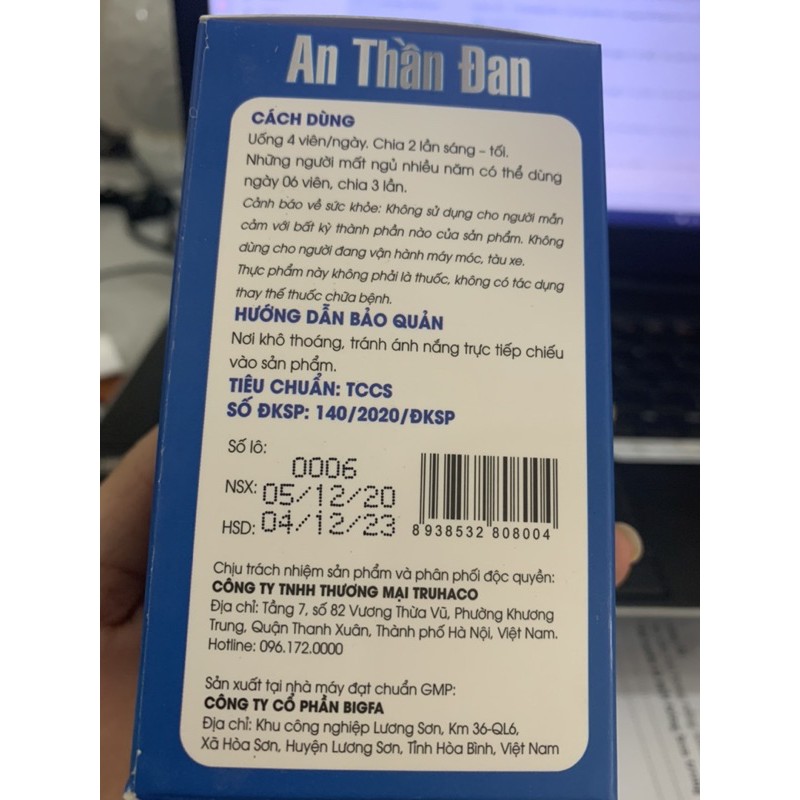 An Thần Đan
CÁCH DÙNG
Uống 4 viên/ngày. Chia 2 lần sáng – tối.
Những người mất ngủ nhiều năm có thể dùng
ngày 06 viên, chia 3 lần.
Cảnh báo về sức khỏe: Không sử dụng cho người mẫn
cảm với bất kỳ thành phần nào của sản phẩm. Không
dùng cho người đang vận hành máy móc, tàu xe.
Thực phẩm này không phải là thuốc, không có tác dụng
thay thế thuốc chữa bệnh.
HƯỚNG DẪN BẢO QUẢN
Nơi khô thoáng, tránh ánh nắng trực tiếp chiếu
vào sản phẩm.
TIÊU CHUẨN: TCCS
SỐ ĐKSP: 140/2020/ĐKSP
Số lô: 0006
NSX: 05/12/20
HSD: 04/12/23
8 938532 808004
Chịu trách nhiệm sản phẩm và phân phối độc quyền:
CÔNG TY TNHH THƯƠNG MẠI TRUHACO
Địa chỉ: Tầng 7, số 82 Vương Thừa Vũ, Phường Khương
Trung, Quận Thanh Xuân, Thành phố Hà Nội, Việt Nam.
Hotline: 096.172.0000
Sản xuất tại nhà máy đạt chuẩn GMP:
CÔNG TY CỔ PHẦN BIGFA
Địa chỉ: Khu công nghiệp Lương Sơn, Km 36-QL6,
Xã Hòa Sơn, Huyện Lương Sơn, Tỉnh Hòa Bình, Việt Nam